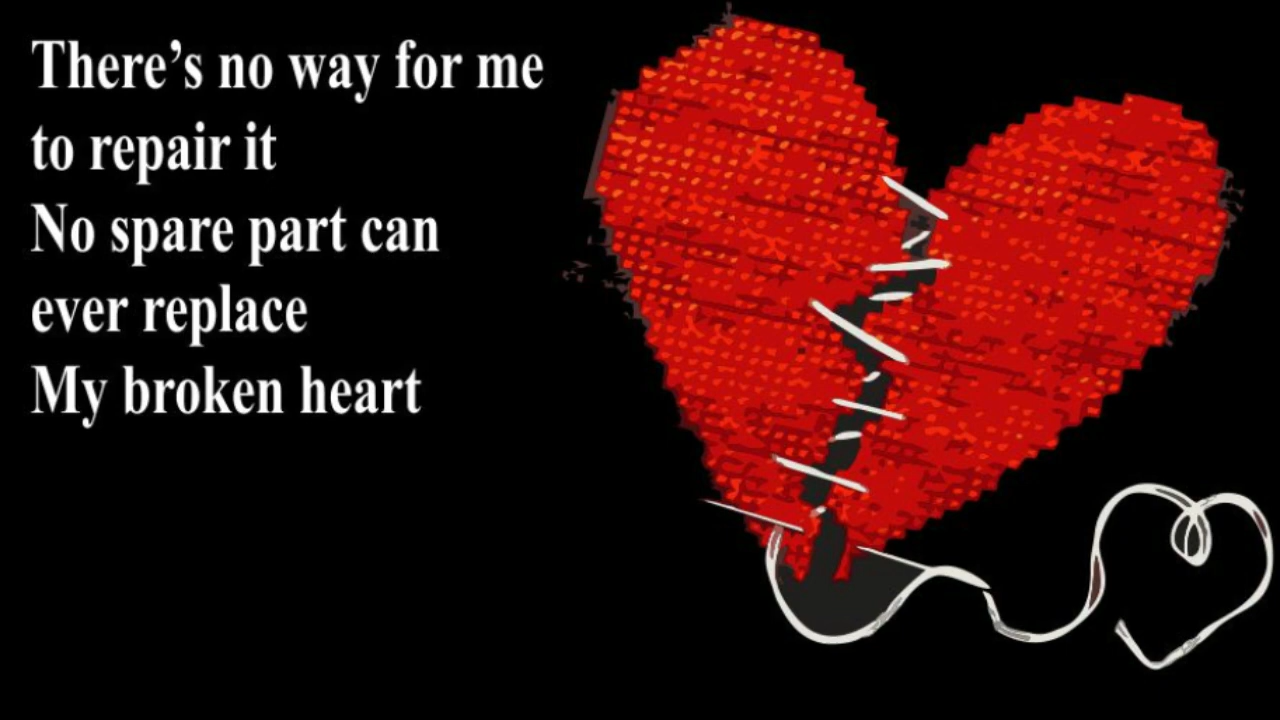 There’s no way for me
to repair it
No spare part can
ever replace
My broken heart